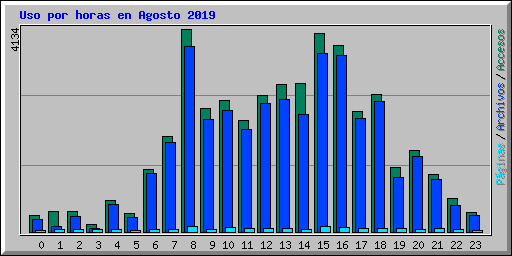 Uso por horas en Agosto 2019
4134
Páginas / Archivos / Accesos
0 1 2 3 4 5 6 7 8 9 10 11 12 13 14 15 16 17 18 19 20 21 22 23